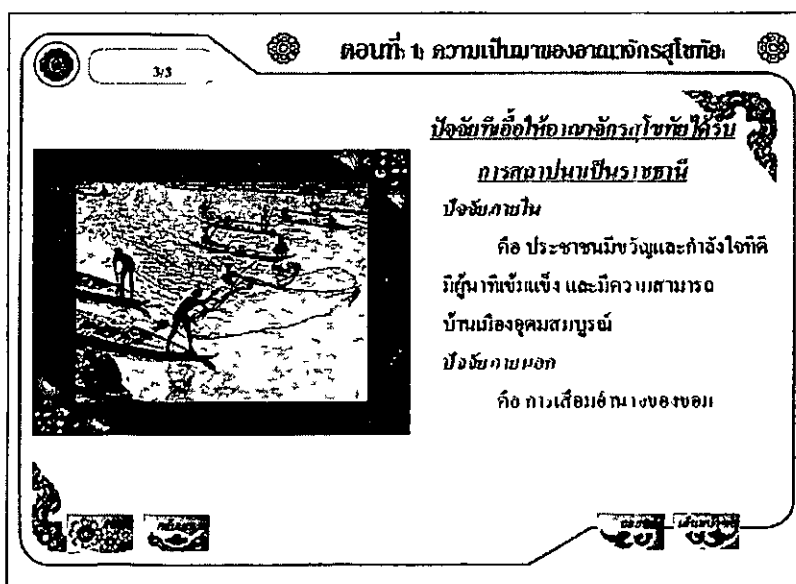 ตอนที่ 1 ความเป็นมาของอาณาจักรสุโขทัย
3/3
ปัจจัยที่เอื้อให้อาณาจักรสุโขทัยได้รับ
การสถาปนาเป็นราชธานี
ปัจจัยภายใน
คือ ประชาชนมีขวัญและกำลังใจที่ดี
มีผู้นำที่เข้มแข็ง และมีความสามารถ
บ้านเมืองอุดมสมบูรณ์
ปัจจัยภายนอก
คือ การเสื่อมอำนาจของขอม